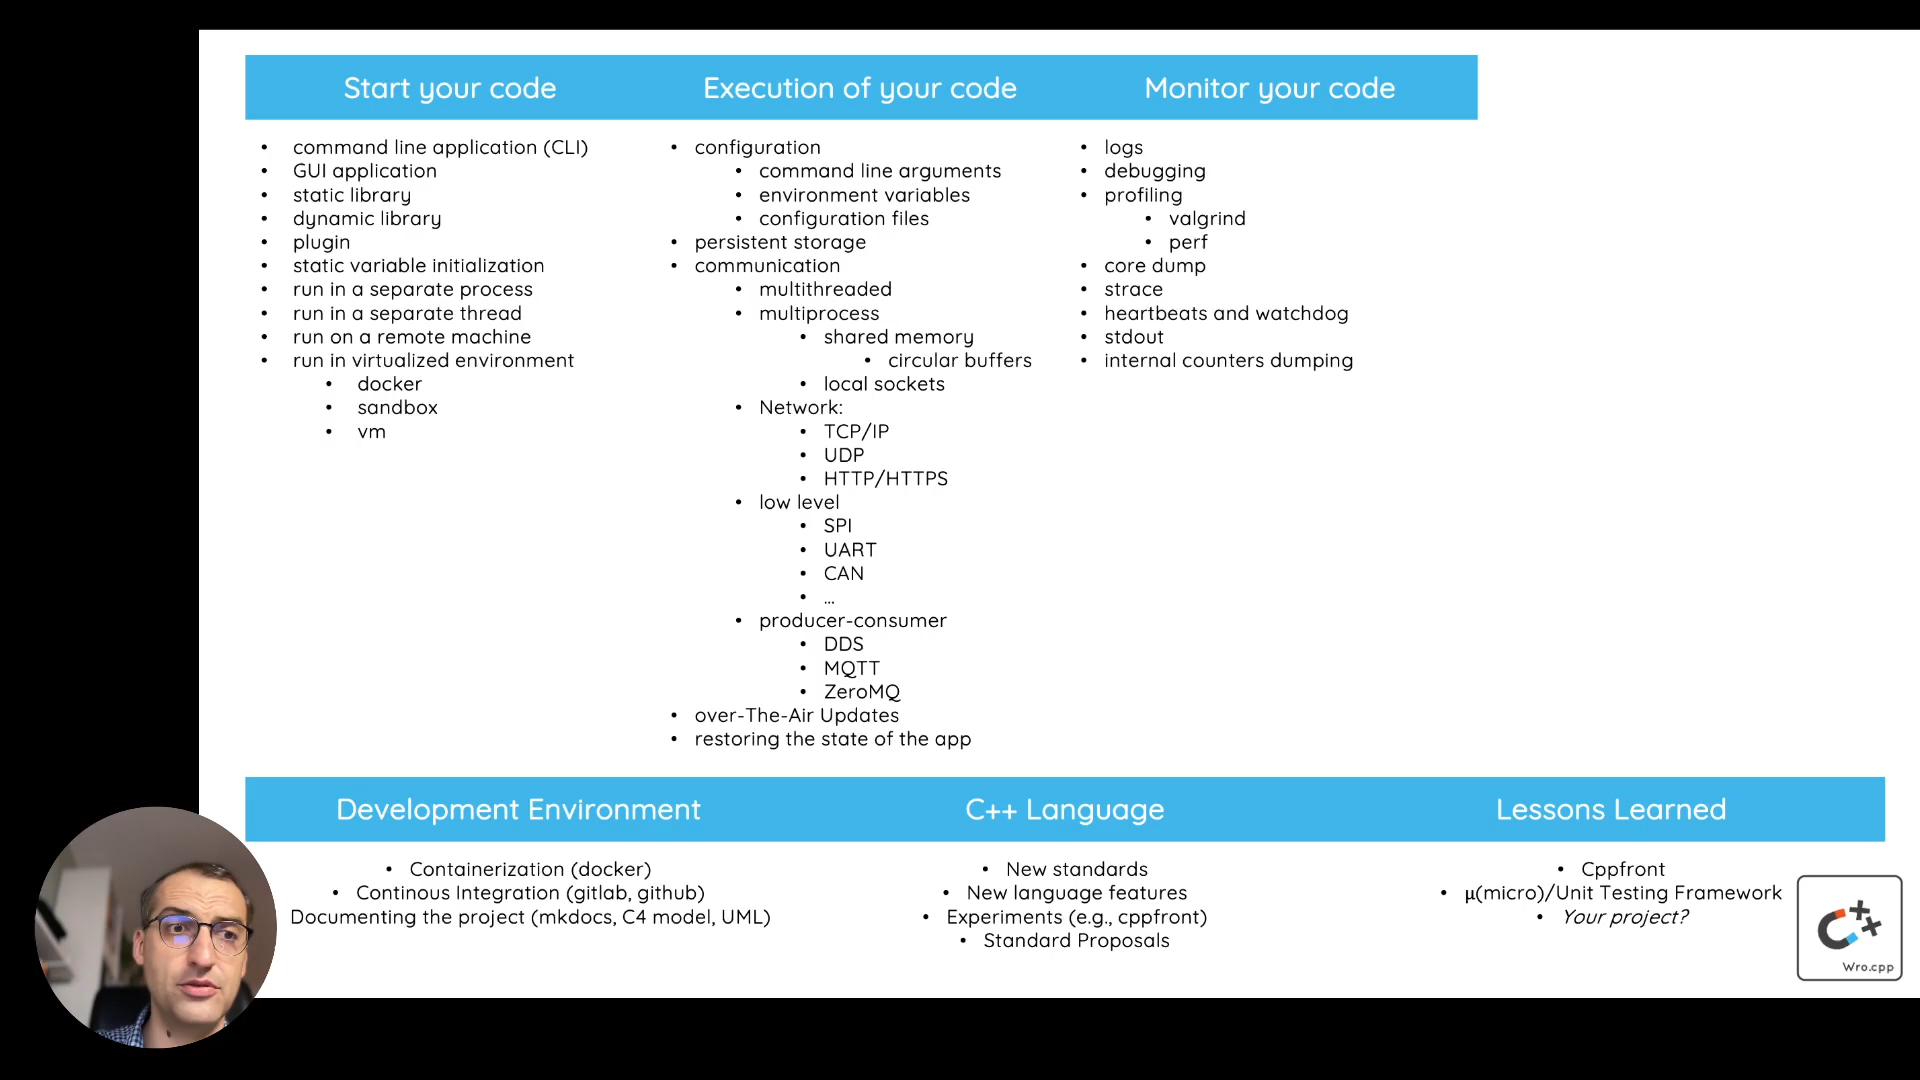 Start your code
• command line application (CLI)
• GUI application
• static library
• dynamic library
• plugin
• static variable initialization
• run in a separate process
• run in a separate thread
• run on a remote machine
• run in virtualized environment
• docker
• sandbox
• vm
Execution of your code
• configuration
• command line arguments
• environment variables
• configuration files
• persistent storage
• communication
• multithreaded
• multiprocess
• shared memory
• circular buffers
• local sockets
• Network:
• TCP/IP
• UDP
• HTTP/HTTPS
• low level
• SPI
• UART
• CAN
• ...
• producer-consumer
• DDS
• MQTT
• ZeroMQ
• over-The-Air Updates
• restoring the state of the app
Monitor your code
• logs
• debugging
• profiling
• valgrind
• perf
• core dump
• strace
• heartbeats and watchdog
• stdout
• internal counters dumping
Development Environment
• Containerization (docker)
• Continous Integration (gitlab, github)
Documenting the project (mkdocs, C4 model, UML)
C++ Language
• New standards
• New language features
• Experiments (e.g., cppfront)
• Standard Proposals
Lessons Learned
• Cppfront
• μ(micro)/Unit Testing Framework
• Your project?
C++
Wro.cpp